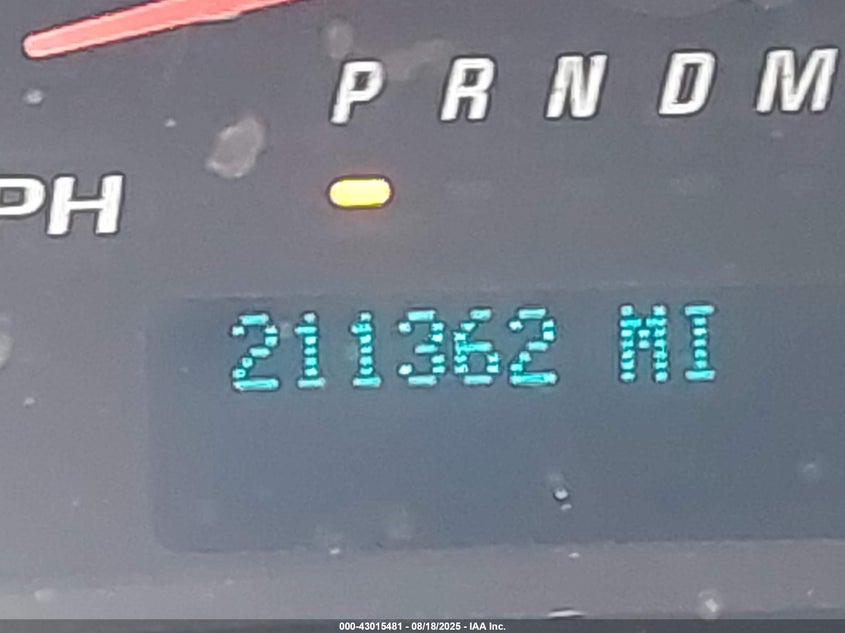 P R N D M
PH
211362 MI
000-43015481 - 08/18/2025 - IAA Inc.